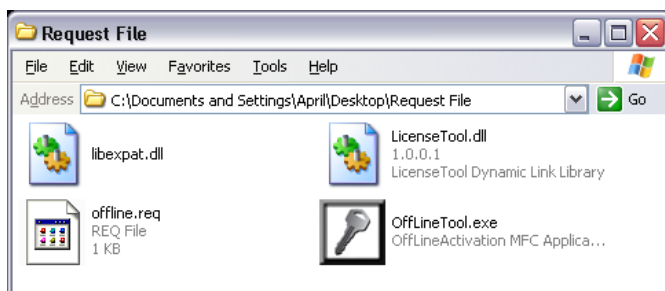 Request File
File Edit View Favorites Tools Help
Address C:\Documents and Settings\April\Desktop\Request File Go
libexpat.dll
LicenseTool.dll
1.0.0.1
LicenseTool Dynamic Link Library
offline.req
REQ File
1 KB
OffLineTool.exe
OffLineActivation MFC Applica...